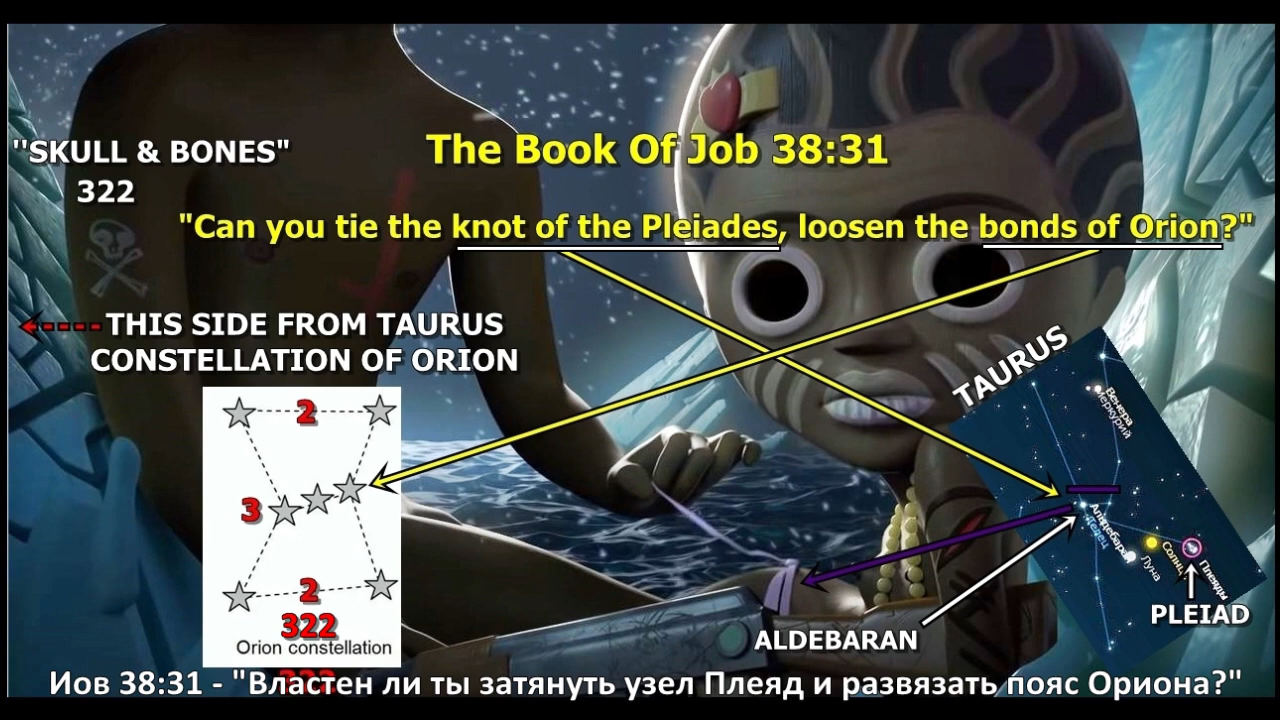 "SKULL & BONES"
322
The Book Of Job 38:31
"Can you tie the knot of the Pleiades, loosen the bonds of Orion?"
THIS SIDE FROM TAURUS
CONSTELLATION OF ORION
2
3
2
322
Orion constellation
TAURUS
Венера
Меркурий
Альдебаран
Телец
Луна
Солнце
Плеяды
PLEIAD
ALDEBARAN
Иов 38:31 - "Властен ли ты затянуть узел Плеяд и развязать пояс Ориона?"